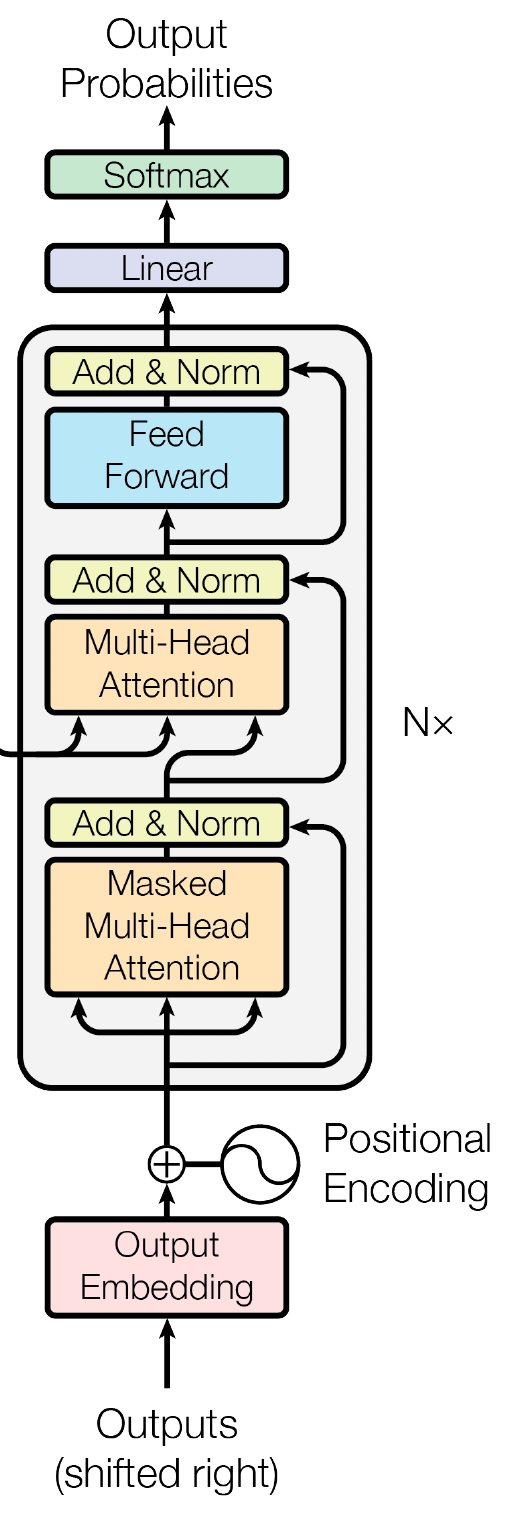 Output
Probabilities
Softmax
Linear
Add & Norm
Feed
Forward
Add & Norm
Multi-Head
Attention
N×
Add & Norm
Masked
Multi-Head
Attention
Positional
Encoding
Output
Embedding
Outputs
(shifted right)